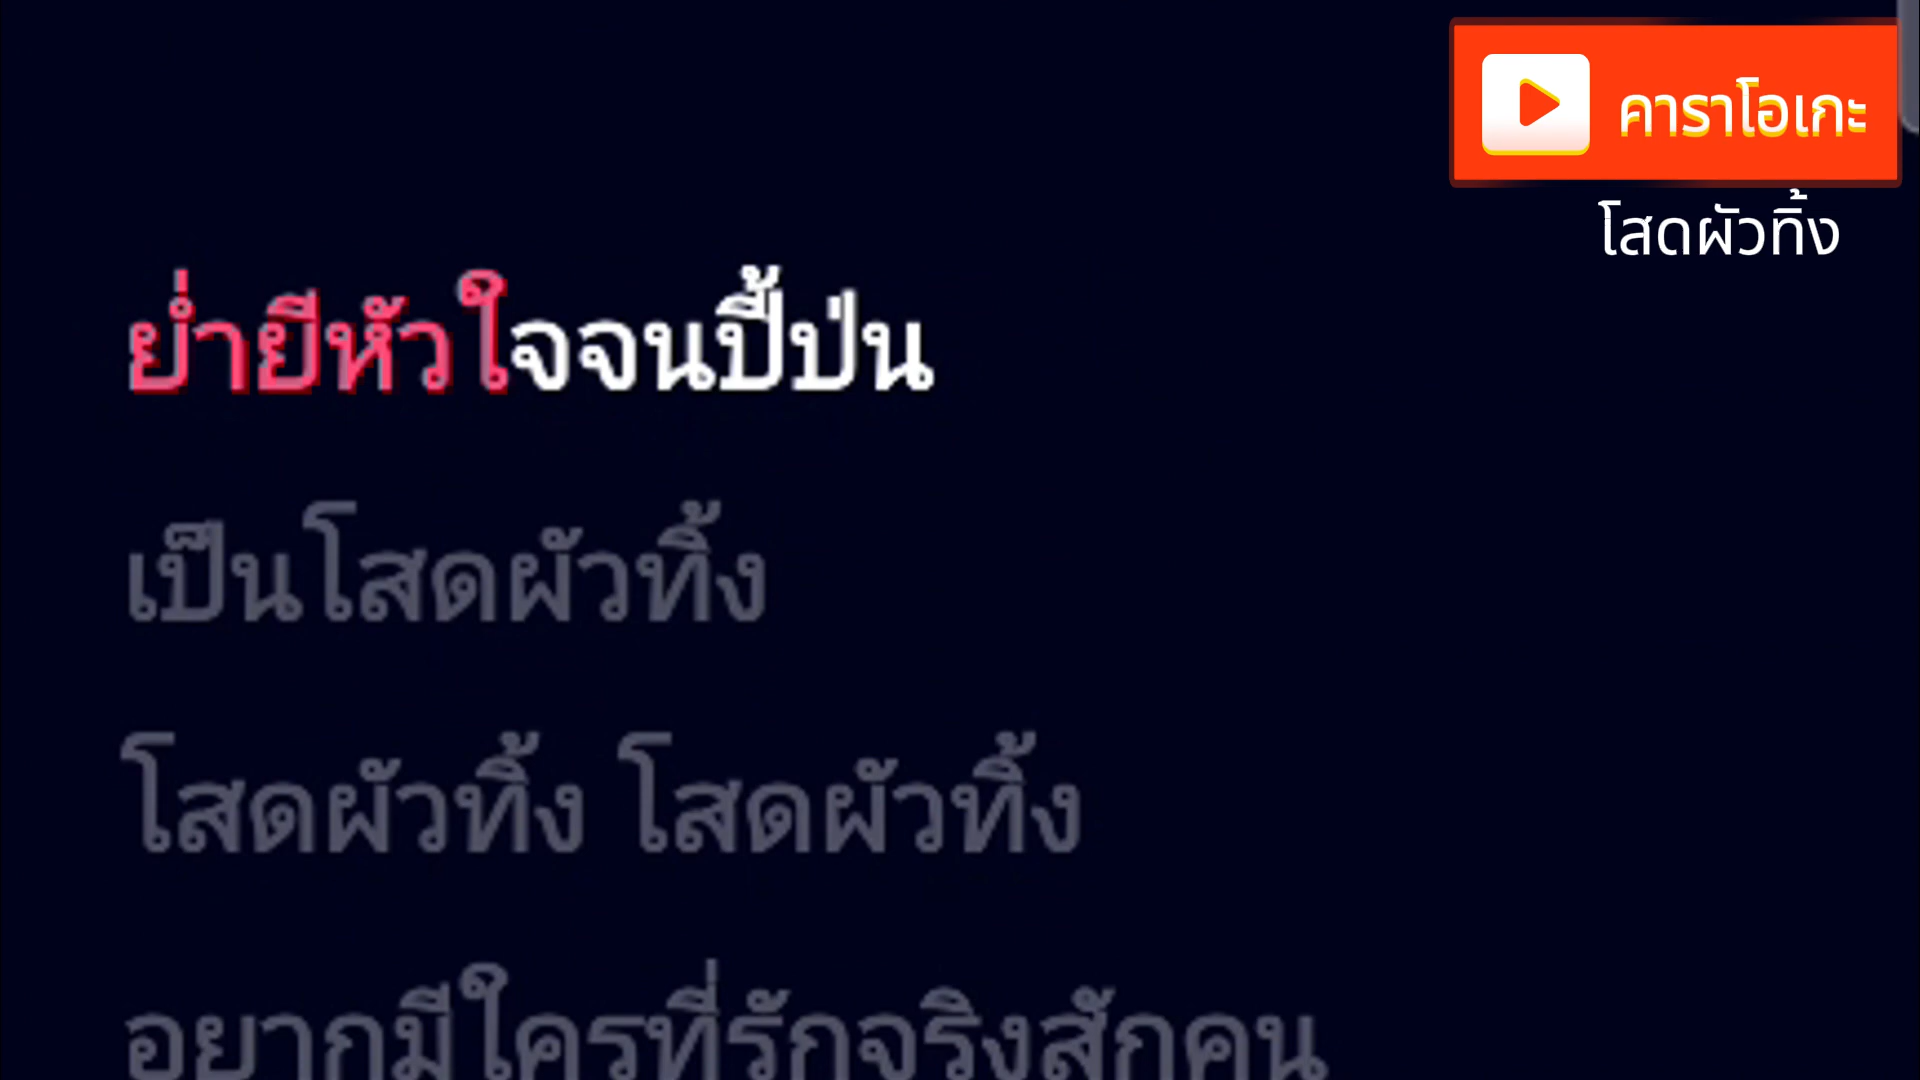 คาราโอเกะ
โสดผัวทิ้ง
ย่ำยีหัวใจจนปี้ป่น
เป็นโสดผัวทิ้ง
โสดผัวทิ้ง โสดผัวทิ้ง
อยากมีใครที่รักจริงสักคน